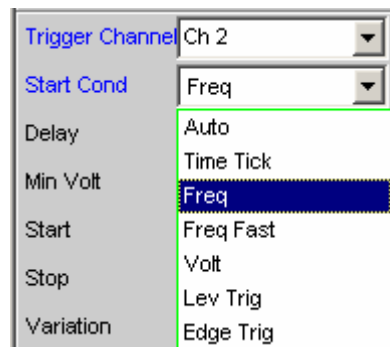 Trigger Channel Ch 2
Start Cond Freq
Delay Auto
Time Tick
Min Volt
Freq
Start Freq Fast
Volt
Stop
Lev Trig
Variation Edge Trig